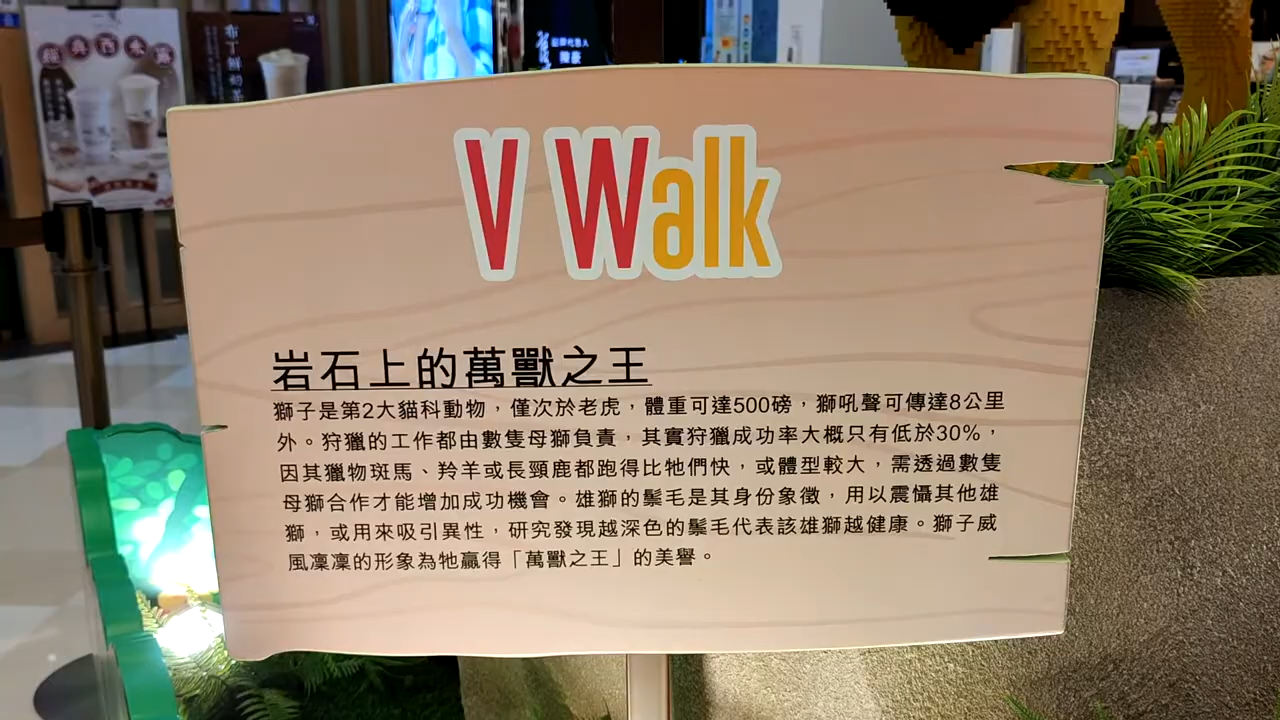 V Walk
岩石上的萬獸之王
獅子是第2大貓科動物，僅次於老虎，體重可達500磅，獅吼聲可傳達8公里
外。狩獵的工作都由數隻母獅負責，其實狩獵成功率大概只有低於30%，
因其獵物斑馬、羚羊或長頸鹿都跑得比牠們快，或體型較大，需透過數隻
母獅合作才能增加成功機會。雄獅的鬃毛是其身份象徵，用以震懾其他雄
獅，或用來吸引異性，研究發現越深色的鬃毛代表該雄獅越健康。獅子威
風凜凜的形象為牠贏得「萬獸之王」的美譽。